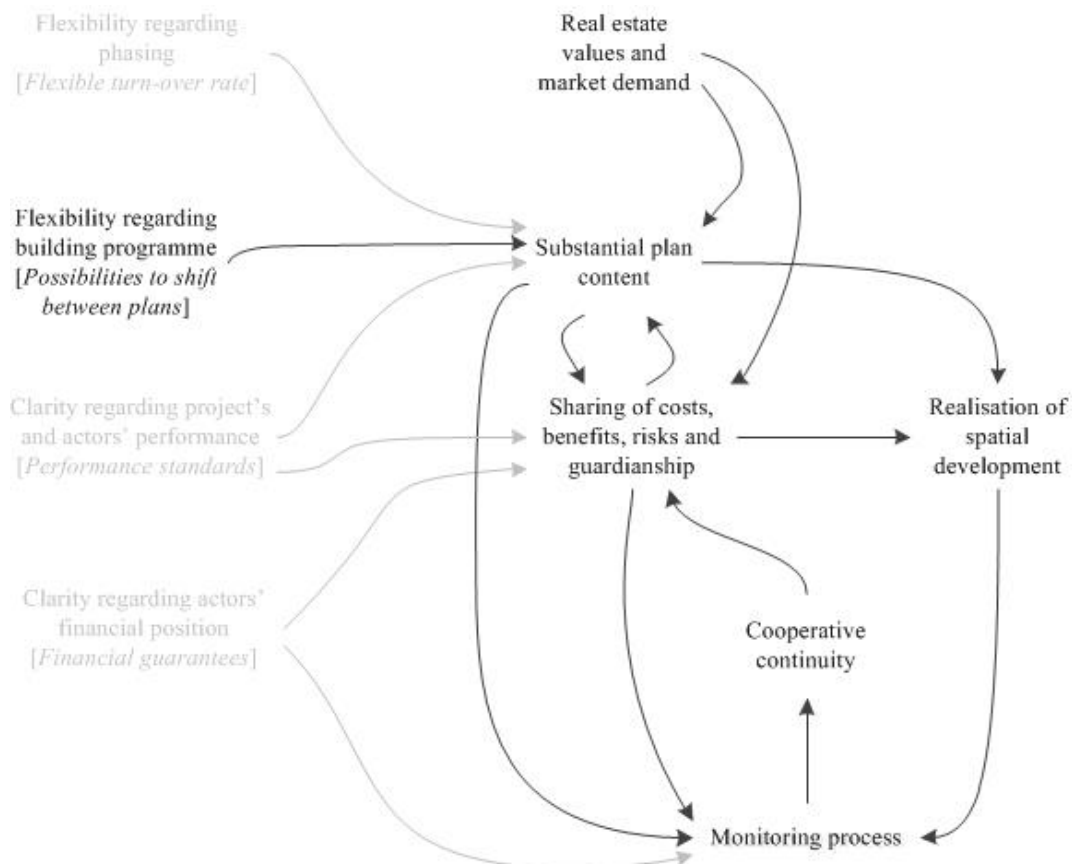 Flexibility regarding
phasing
[Flexible turn-over rate]
Real estate
values and
market demand
Flexibility regarding
building programme
[Possibilities to shift
between plans]
Substantial plan
content
Clarity regarding project's
and actors' performance
[Performance standards]
Sharing of costs,
benefits, risks and
guardianship
Realisation of
spatial
development
Clarity regarding actors'
financial position
[Financial guarantees]
Cooperative
continuity
Monitoring process